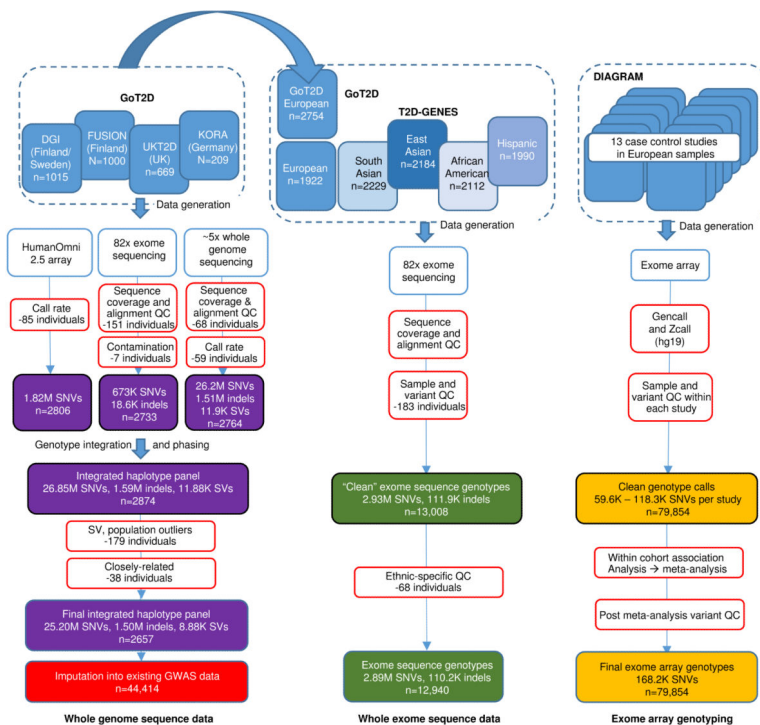 GoT2D
DGI
(Finland/
Sweden)
n=1015
FUSION
(Finland)
N=1000
UKT2D
(UK)
n=669
KORA
(Germany)
N=209
Data generation
HumanOmni
2.5 array
82x exome
sequencing
~5x whole
genome
sequencing
Call rate
-85 individuals
Sequence
coverage and
alignment QC
-151 individuals
Contamination
-7 individuals
Sequence
coverage &
alignment QC
-68 individuals
Call rate
-59 individuals
1.82M SNVs
n=2806
673K SNVs
18.6K indels
n=2733
26.2M SNVs
1.51M indels
11.9K SVs
n=2764
Genotype integration and phasing
Integrated haplotype panel
26.85M SNVs, 1.59M indels, 11.88K SVs
n=2874
SV, population outliers
-179 individuals
Closely-related
-38 individuals
Final integrated haplotype panel
25.20M SNVs, 1.50M indels, 8.88K SVs
n=2657
Imputation into existing GWAS data
n=44,414
Whole genome sequence data
GoT2D
European
n=2754
GoT2D
T2D-GENES
European
n=1922
South
Asian
n=2229
East
Asian
n=2184
African
American
n=2112
Hispanic
n=1990
Data generation
82x exome
sequencing
Sequence
coverage and
alignment QC
Sample and
variant QC
-183 individuals
“Clean” exome sequence genotypes
2.93M SNVs, 111.9K indels
n=13,008
Ethnic-specific QC
-68 individuals
Exome sequence genotypes
2.89M SNVs, 110.2K indels
n=12,940
Whole exome sequence data
DIAGRAM
13 case control studies
in European samples
Data generation
Exome array
Gencall
and Zcall
(hg19)
Sample and
variant QC within
each study
Clean genotype calls
59.6K – 118.3K SNVs per study
n=79,854
Within cohort association
Analysis → meta-analysis
Post meta-analysis variant QC
Final exome array genotypes
168.2K SNVs
n=79,854
Exome array genotyping